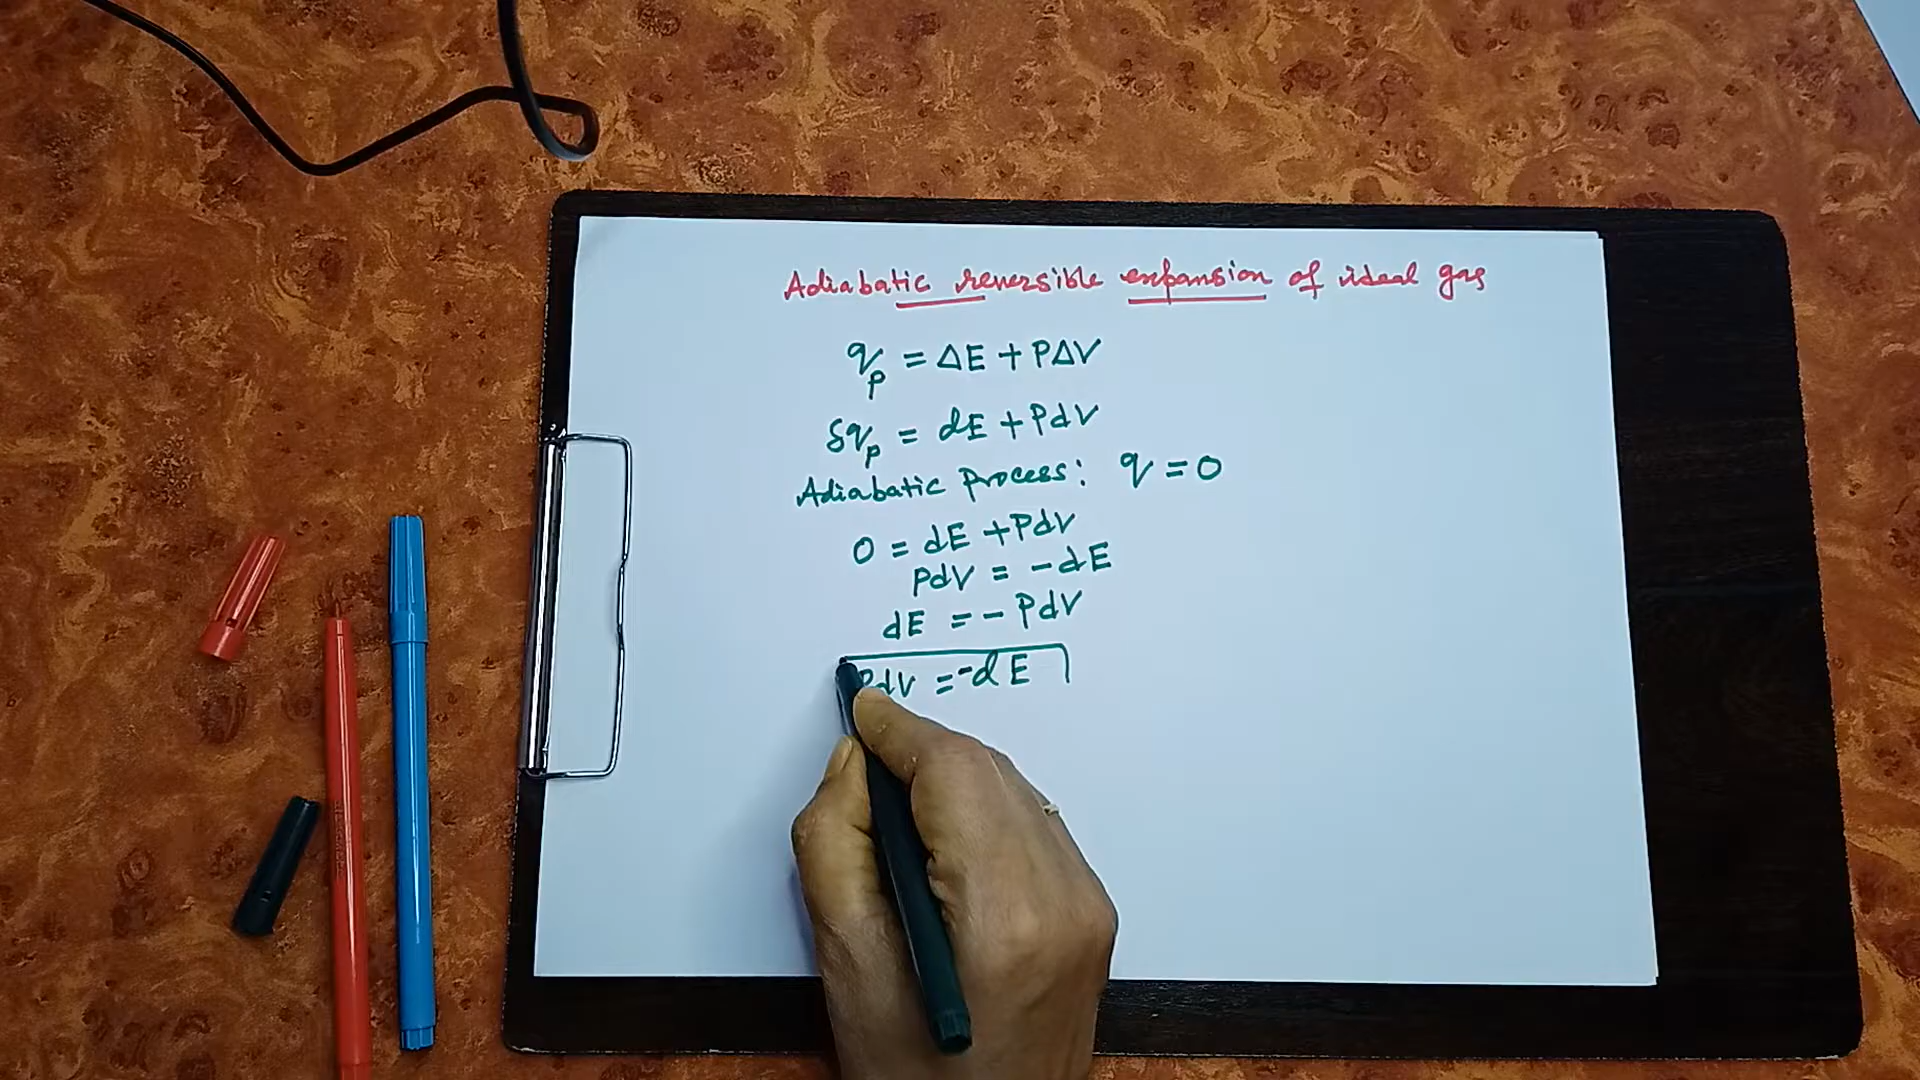 Adiabatic reversible expansion of ideal gas
qp = ΔE + PΔV
δqp = dE + PdV
Adiabatic Process: q = 0
0 = dE + PdV
PdV = -dE
dE = - PdV
PdV = -dE